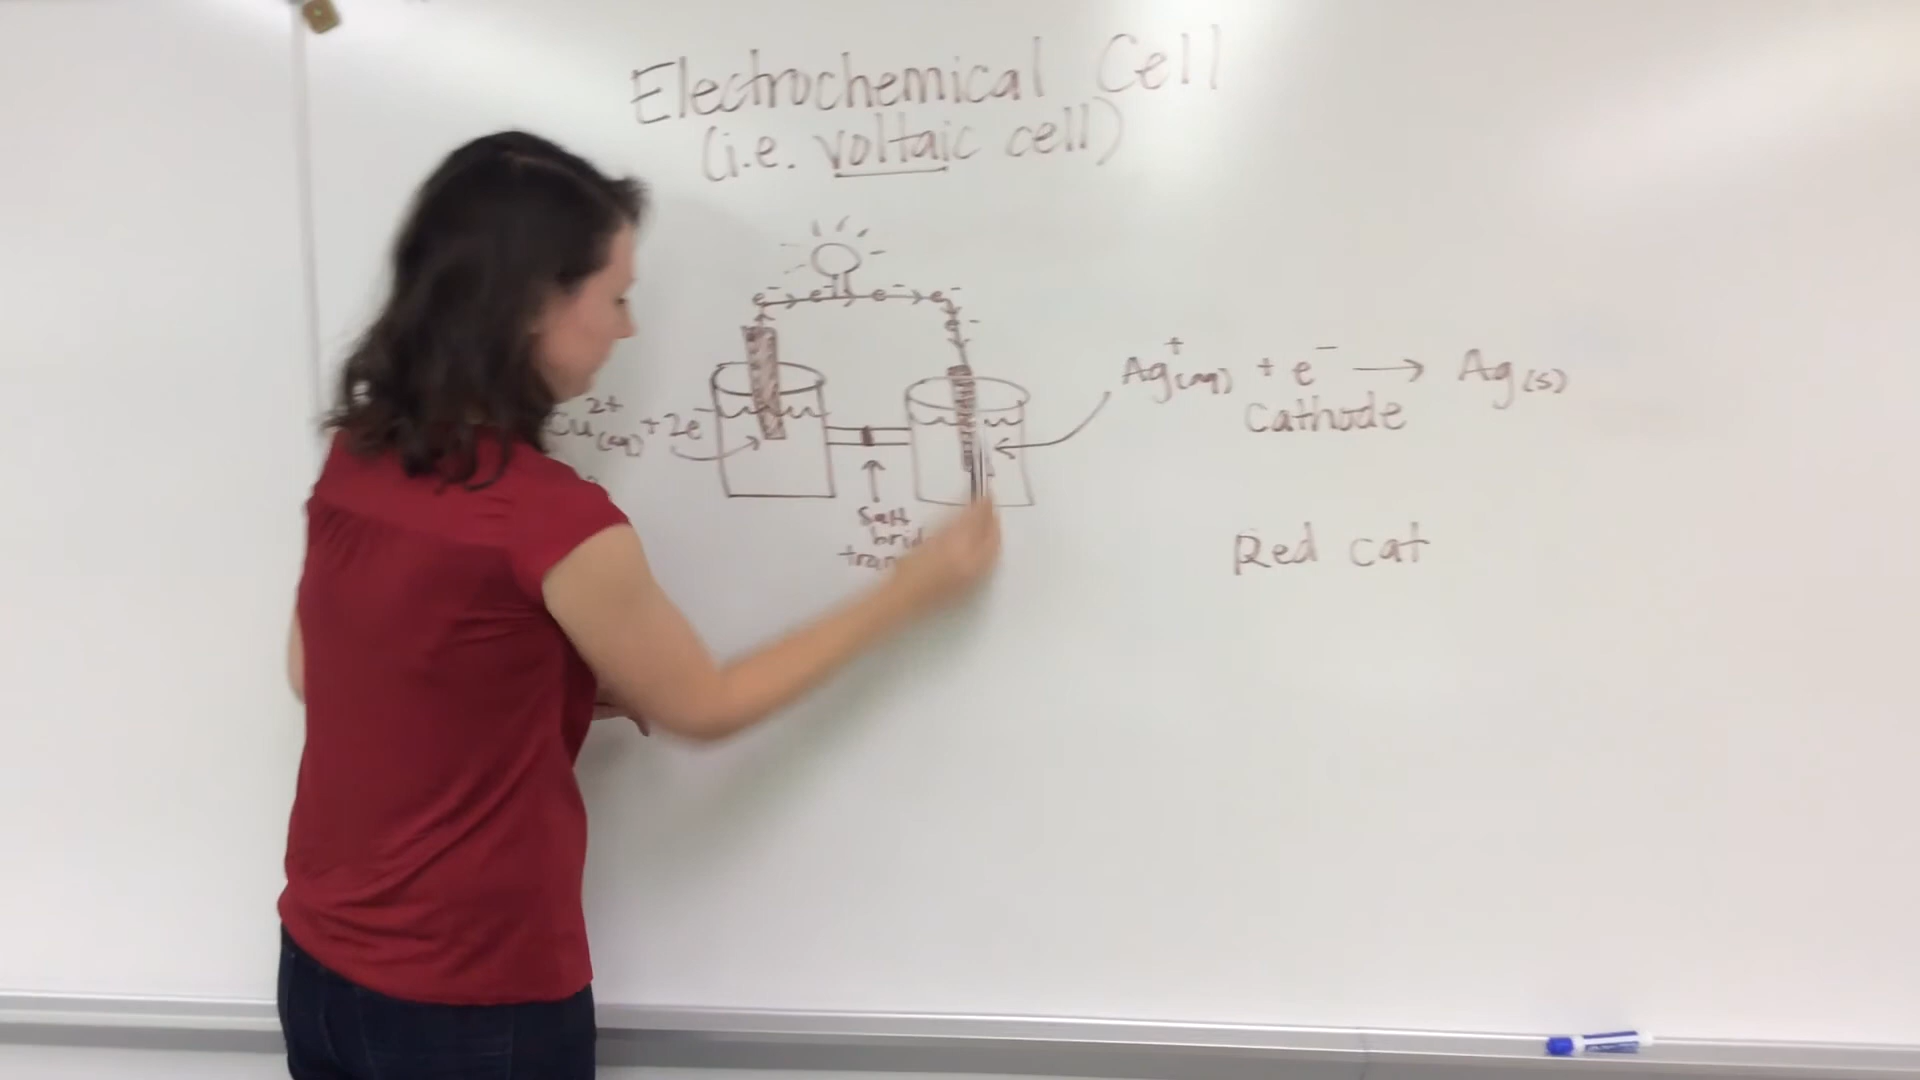 Electrochemical Cell
(i.e. voltaic cell)
e⁻ → e⁻ → e⁻ → e⁻
e⁻
Cu²⁺(aq) + 2e⁻
Ag⁺(aq) + e⁻ → Ag(s)
Cathode
Salt
Red cat